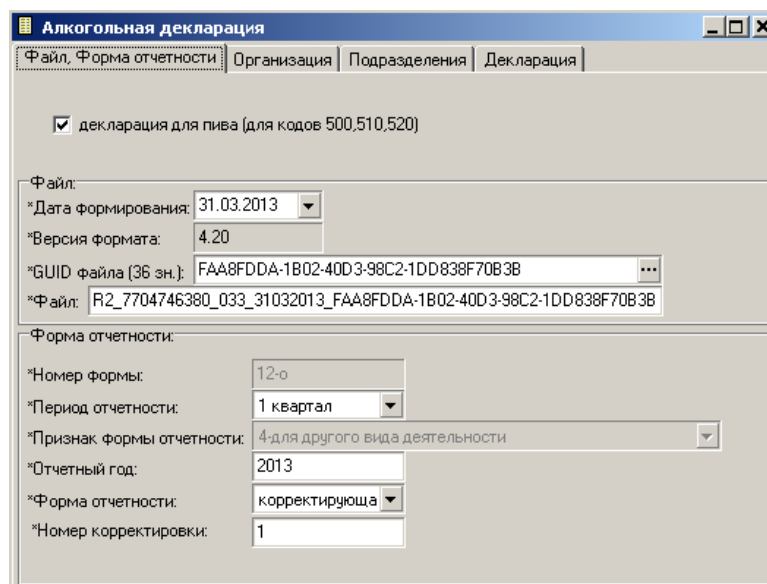 Алкогольная декларация
Файл, Форма отчетности Организация Подразделения Декларация
декларация для пива (для кодов 500,510,520)
Файл:
*Дата формирования: 31.03.2013
*Версия формата: 4.20
*GUID файла (36 зн.): FAA8FDDA-1B02-40D3-98C2-1DD838F70B3B ...
*Файл: R2_7704746380_033_31032013_FAA8FDDA-1B02-40D3-98C2-1DD838F70B3B
Форма отчетности:
*Номер формы: 12-о
*Период отчетности: 1 квартал
*Признак формы отчетности: 4-для другого вида деятельности
*Отчетный год: 2013
*Форма отчетности: корректирующа
*Номер корректировки: 1